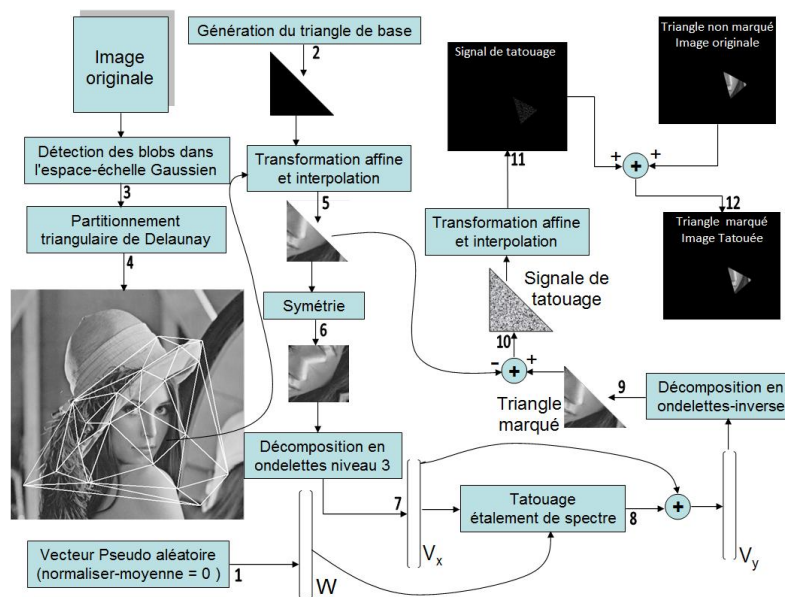 Image
originale
Génération du triangle de base
2
Signal de tatouage
Triangle non marqué
Image originale
Détection des blobs dans
l'espace-échelle Gaussien
3
Partitionnement
triangulaire de Delaunay
4
Transformation affine
et interpolation
5
Symétrie
6
Décomposition en
ondelettes niveau 3
7
Vecteur Pseudo aléatoire
(normaliser-moyenne = 0 )
1
W
Vx
Tatouage
étalement de spectre
8
+
Vy
Décomposition en
ondelettes-inverse
9
Triangle
marqué
-
+
+
10
Signale de
tatouage
Transformation affine
et interpolation
11
+
+
+
12
Triangle marqué
Image Tatouée